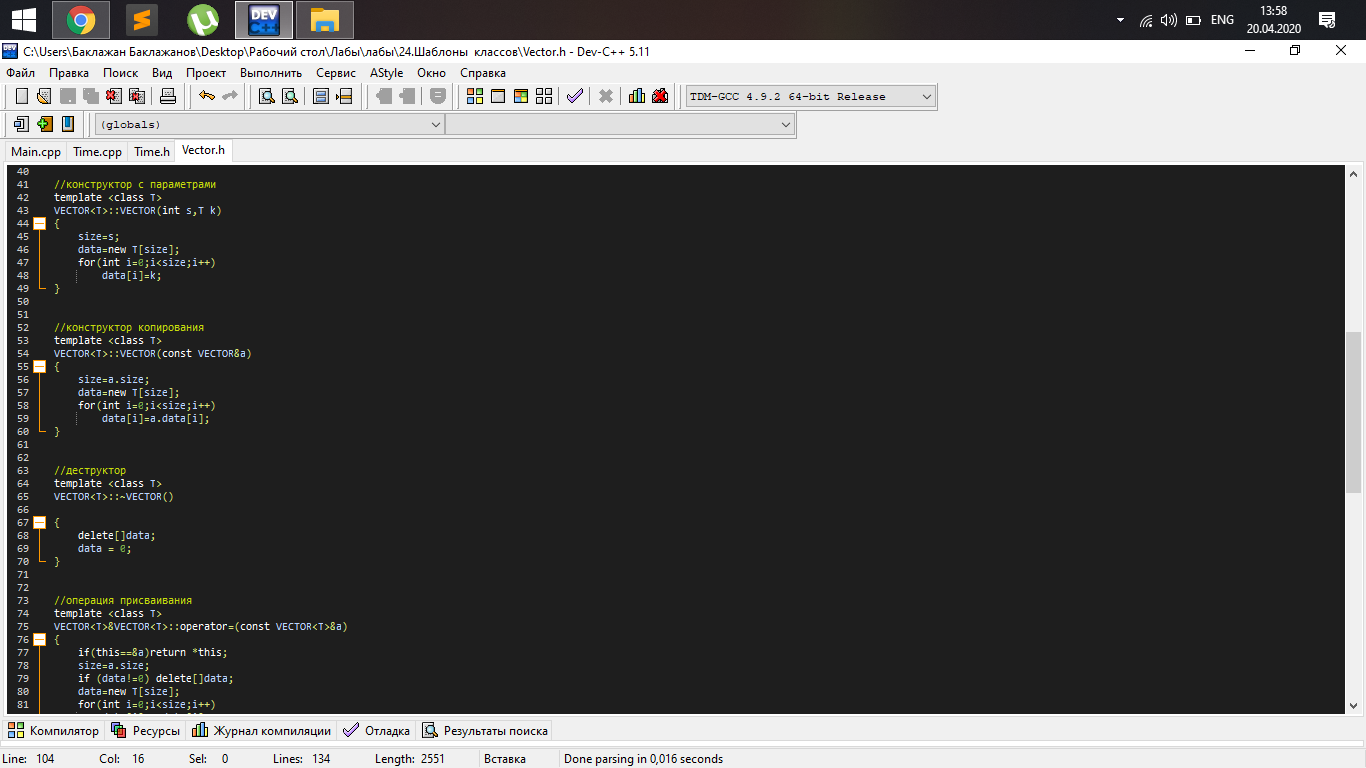 DEV
C++
ENG
13:58
20.04.2020
C:\Users\Баклажан Баклажанов\Desktop\Рабочий стол\Лабы\лабы\24.Шаблоны  классов\Vector.h - Dev-C++ 5.11
Файл Правка Поиск Вид Проект Выполнить Сервис AStyle Окно Справка
TDM-GCC 4.9.2 64-bit Release
(globals)
Main.cpp Time.cpp Time.h Vector.h
40
41 //конструктор с параметрами
42 template <class T>
43 VECTOR<T>::VECTOR(int s,T k)
44 {
45 size=s;
46 data=new T[size];
47 for(int i=0;i<size;i++)
48 data[i]=k;
49 }
50
51
52 //конструктор копирования
53 template <class T>
54 VECTOR<T>::VECTOR(const VECTOR&a)
55 {
56 size=a.size;
57 data=new T[size];
58 for(int i=0;i<size;i++)
59 data[i]=a.data[i];
60 }
61
62
63 //деструктор
64 template <class T>
65 VECTOR<T>::~VECTOR()
66
67 {
68 delete[]data;
69 data = 0;
70 }
71
72
73 //операция присваивания
74 template <class T>
75 VECTOR<T>&VECTOR<T>::operator=(const VECTOR<T>&a)
76 {
77 if(this==&a)return *this;
78 size=a.size;
79 if (data!=0) delete[]data;
80 data=new T[size];
81 for(int i=0;i<size;i++)
Компилятор Ресурсы Журнал компиляции Отладка Результаты поиска
Line: 104 Col: 16 Sel: 0 Lines: 134 Length: 2551 Вставка Done parsing in 0,016 seconds